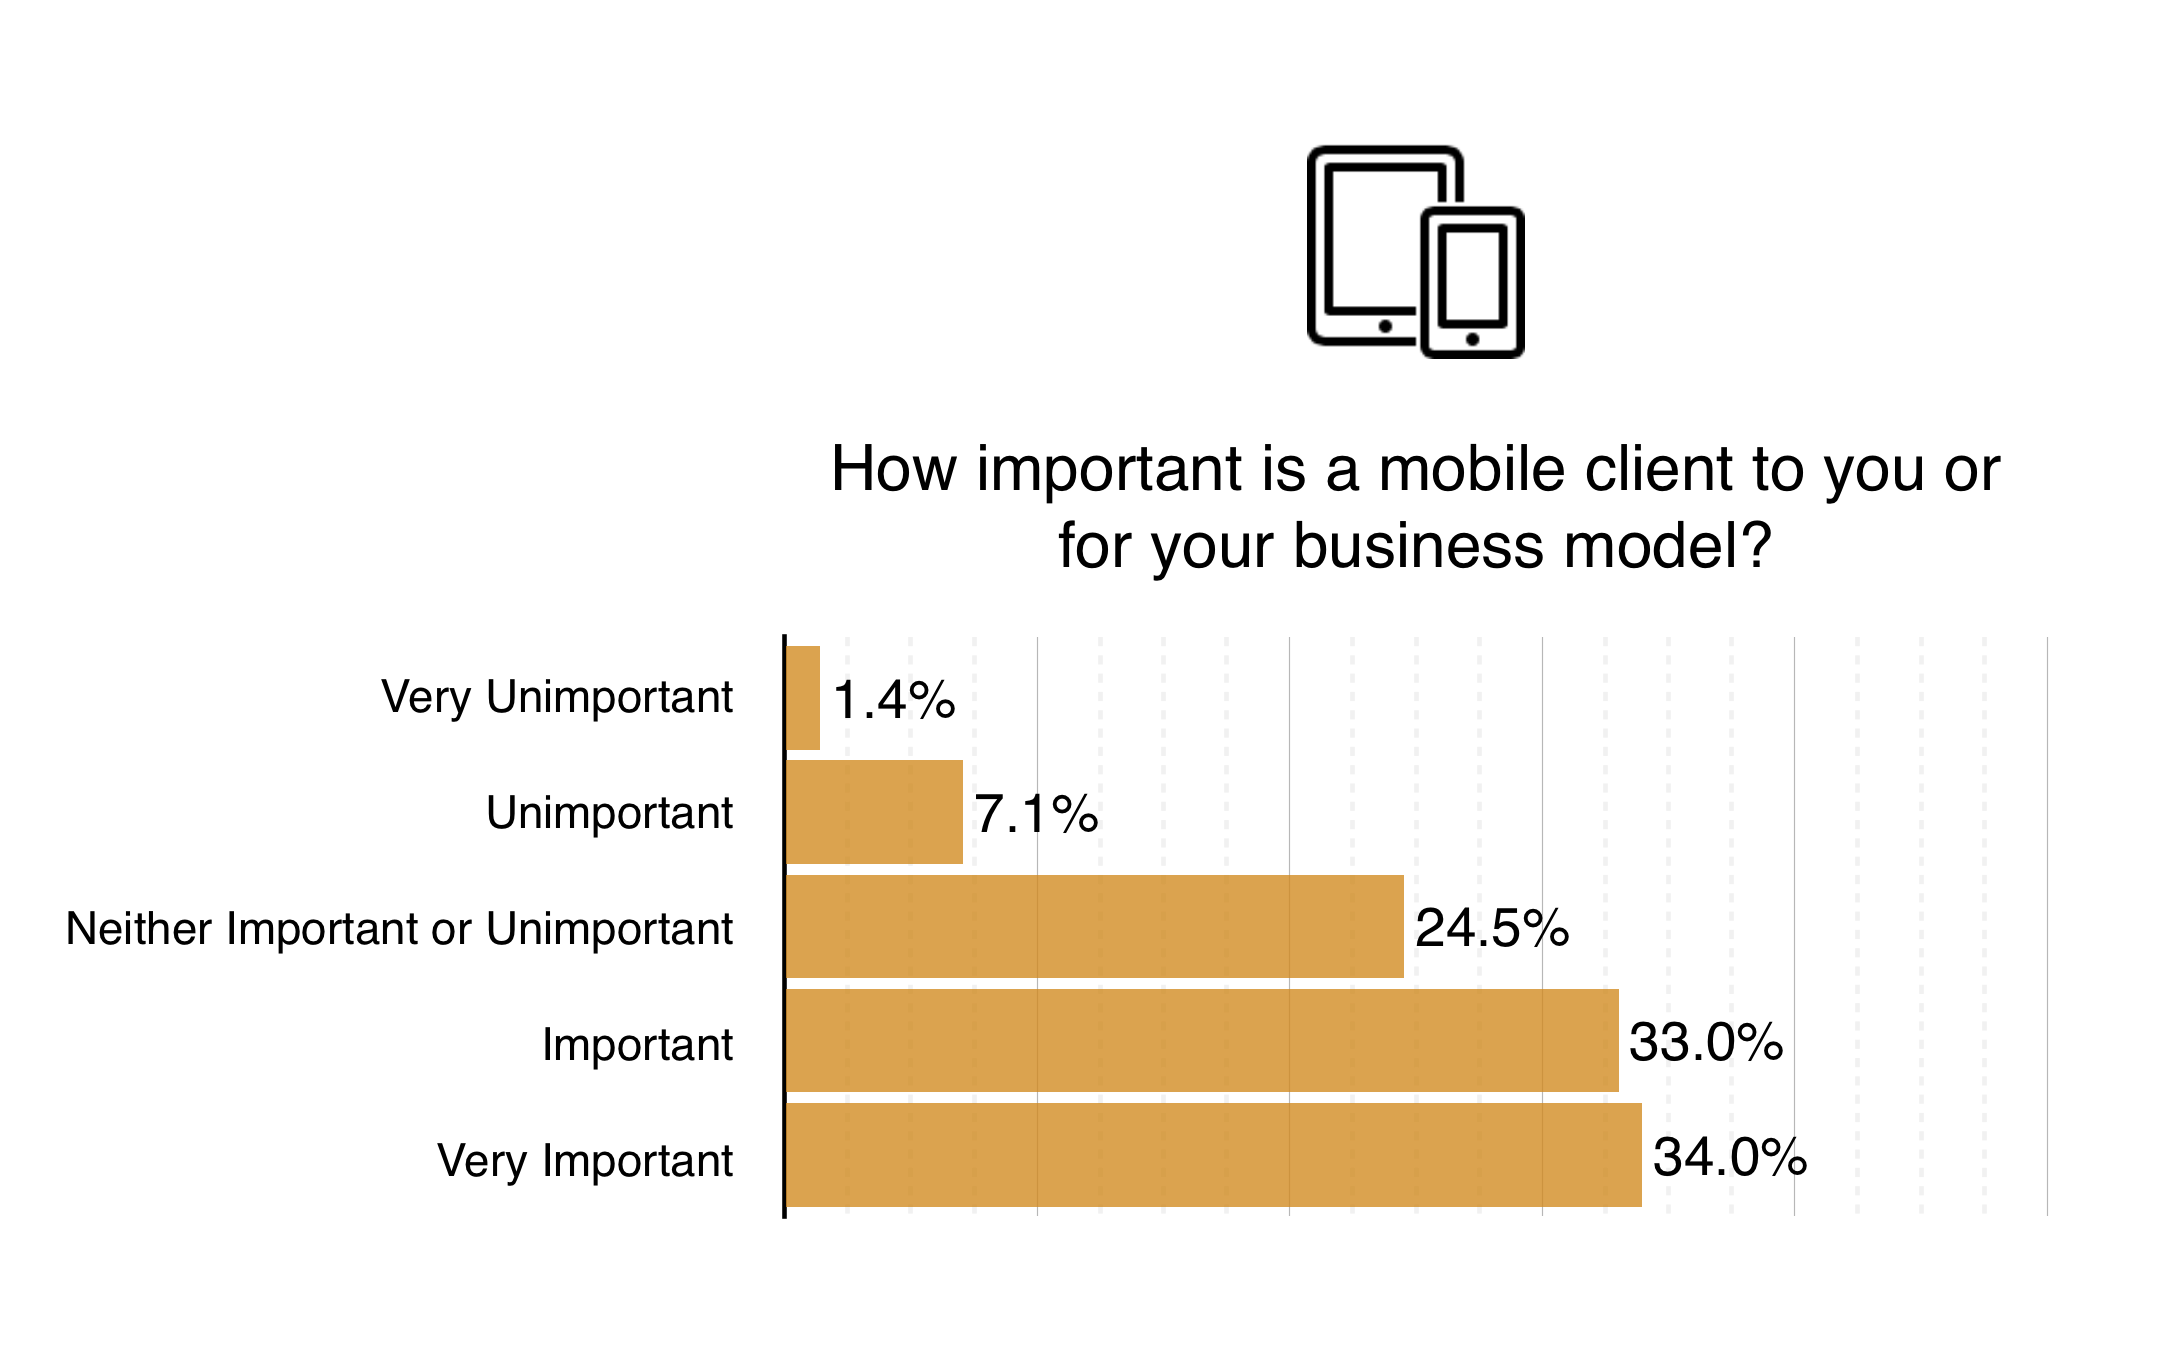 How important is a mobile client to you or
for your business model?
Very Unimportant 1.4%
Unimportant 7.1%
Neither Important or Unimportant 24.5%
Important 33.0%
Very Important 34.0%